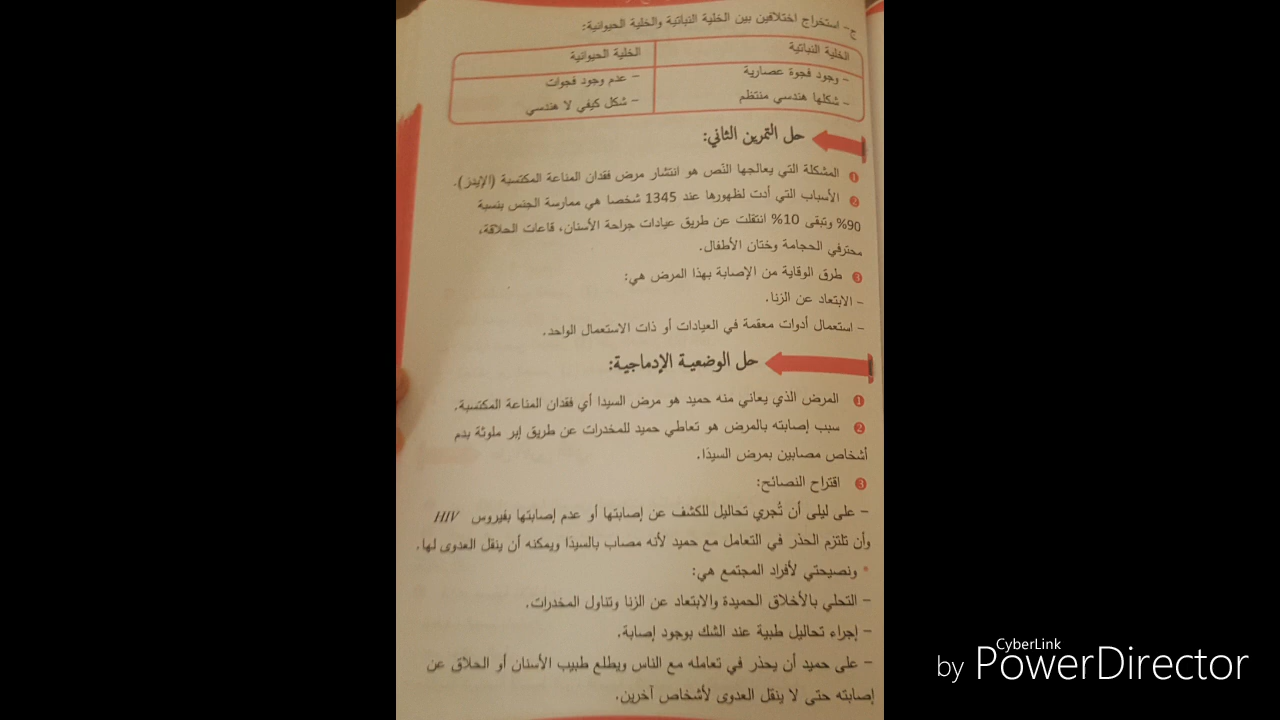 ج- استخراج اختلافين بين الخلية النباتية والخلية الحيوانية:
الخلية النباتية
الخلية الحيوانية
- وجود فجوة عصارية
- عدم وجود فجوات
- شكلها هندسي منتظم
- شكل كيفي لا هندسي
حل التمرين الثاني:
1 المشكلة التي يعالجها النّص هو انتشار مرض فقدان المناعة المكتسبة (الإيدز).
2 الأسباب التي أدت لظهورها عند 1345 شخصا هي ممارسة الجنس بنسبة
90% وتبقى 10% انتقلت عن طريق عيادات جراحة الأسنان، قاعات الحلاقة،
محترفي الحجامة وختان الأطفال.
3 طرق الوقاية من الإصابة بهذا المرض هي:
- الابتعاد عن الزنا.
- استعمال أدوات معقمة في العيادات أو ذات الاستعمال الواحد.
حل الوضعية الإدماجية:
1 المرض الذي يعاني منه حميد هو مرض السيدا أي فقدان المناعة المكتسبة.
2 سبب إصابته بالمرض هو تعاطي حميد للمخدرات عن طريق إبر ملوثة بدم
أشخاص مصابين بمرض السيدا.
3 اقتراح النصائح:
- على ليلى أن تُجري تحاليل للكشف عن إصابتها أو عدم إصابتها بفيروس HIV
وأن تلتزم الحذر في التعامل مع حميد لأنه مصاب بالسيدا ويمكنه أن ينقل العدوى لها.
• ونصيحتي لأفراد المجتمع هي:
- التحلي بالأخلاق الحميدة والابتعاد عن الزنا وتناول المخدرات.
- إجراء تحاليل طبية عند الشك بوجود إصابة.
- على حميد أن يحذر في تعامله مع الناس ويطلع طبيب الأسنان أو الحلاق عن
إصابته حتى لا ينقل العدوى لأشخاص آخرين.
CyberLink
by PowerDirector